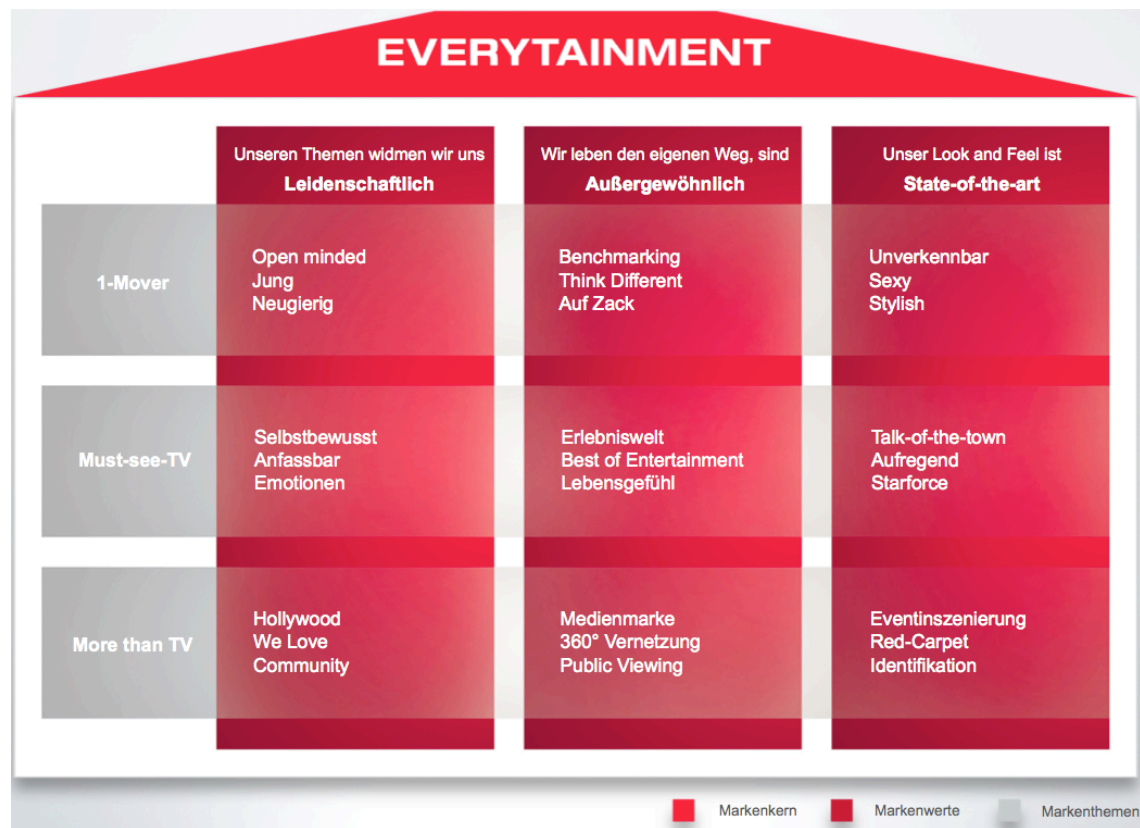 EVERYTAINMENT
Unseren Themen widmen wir uns
Leidenschaftlich
Wir leben den eigenen Weg, sind
Außergewöhnlich
Unser Look and Feel ist
State-of-the-art
1-Mover
Open minded
Jung
Neugierig
Benchmarking
Think Different
Auf Zack
Unverkennbar
Sexy
Stylish
Must-see-TV
Selbstbewusst
Anfassbar
Emotionen
Erlebniswelt
Best of Entertainment
Lebensgefühl
Talk-of-the-town
Aufregend
Starforce
More than TV
Hollywood
We Love
Community
Medienmarke
360° Vernetzung
Public Viewing
Eventinszenierung
Red-Carpet
Identifikation
Markenkern
Markenwerte
Markenthemen